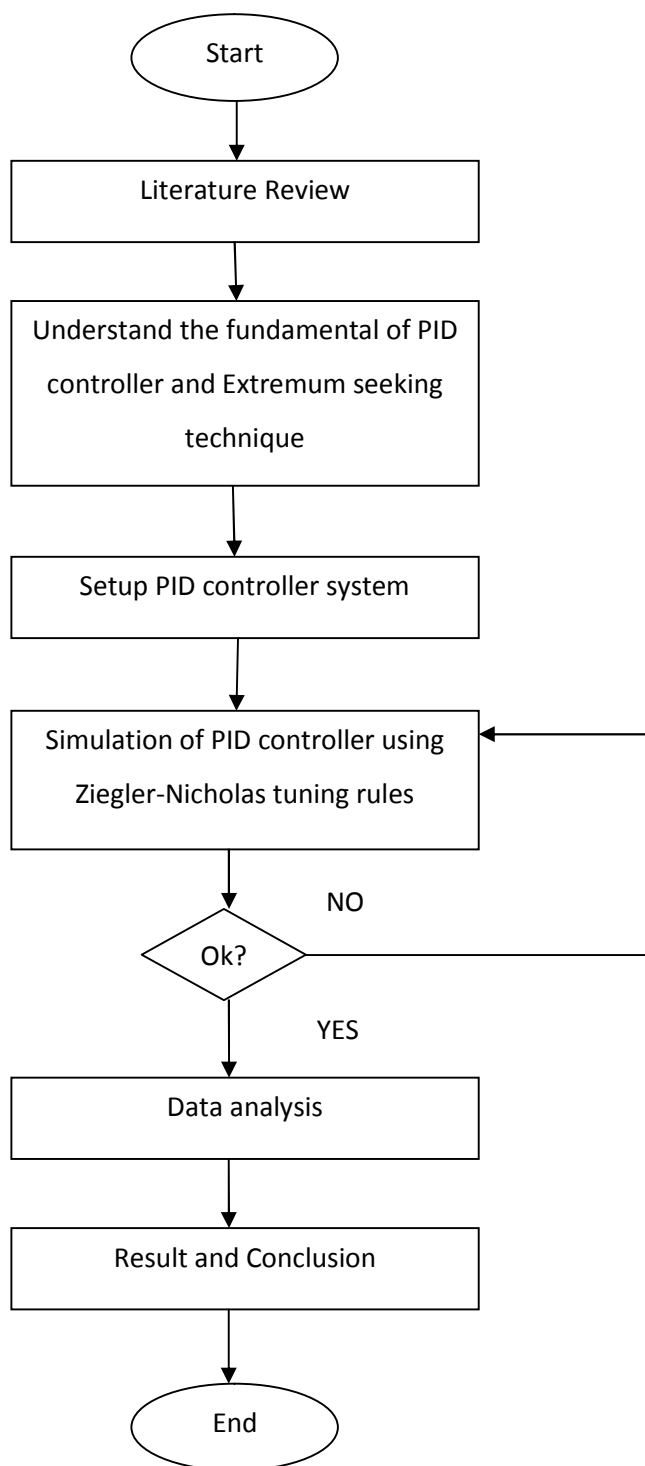 Start
Literature Review
Understand the fundamental of PID
controller and Extremum seeking
technique
Setup PID controller system
Simulation of PID controller using
Ziegler-Nicholas tuning rules
NO
Ok?
YES
Data analysis
Result and Conclusion
End